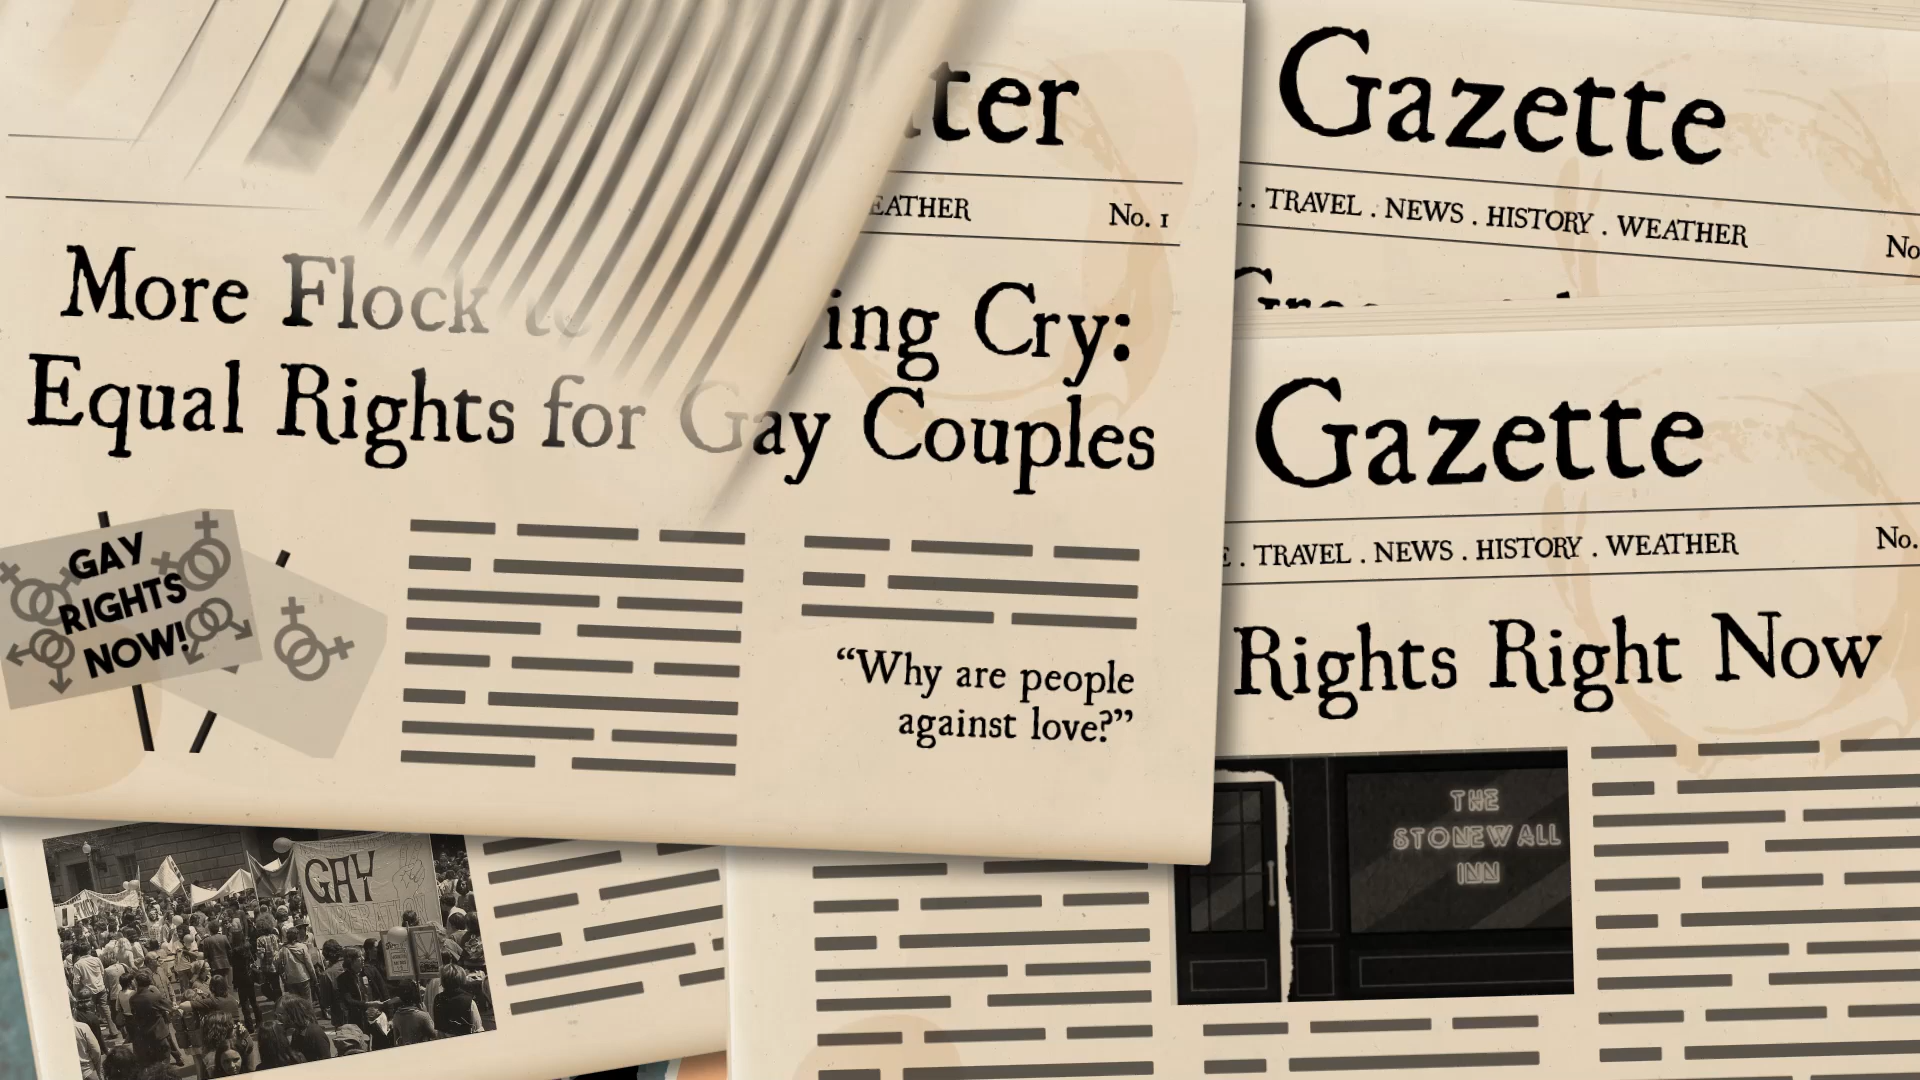 ter
EATHER No. 1
More Flock to ing Cry:
Equal Rights for Gay Couples
GAY
RIGHTS
NOW!
“Why are people
against love?”
Gazette
. TRAVEL . NEWS . HISTORY . WEATHER No
Gazette
E . TRAVEL . NEWS . HISTORY . WEATHER No.
Rights Right Now
THE
STONEWALL
INN
GAY
LIBERATION